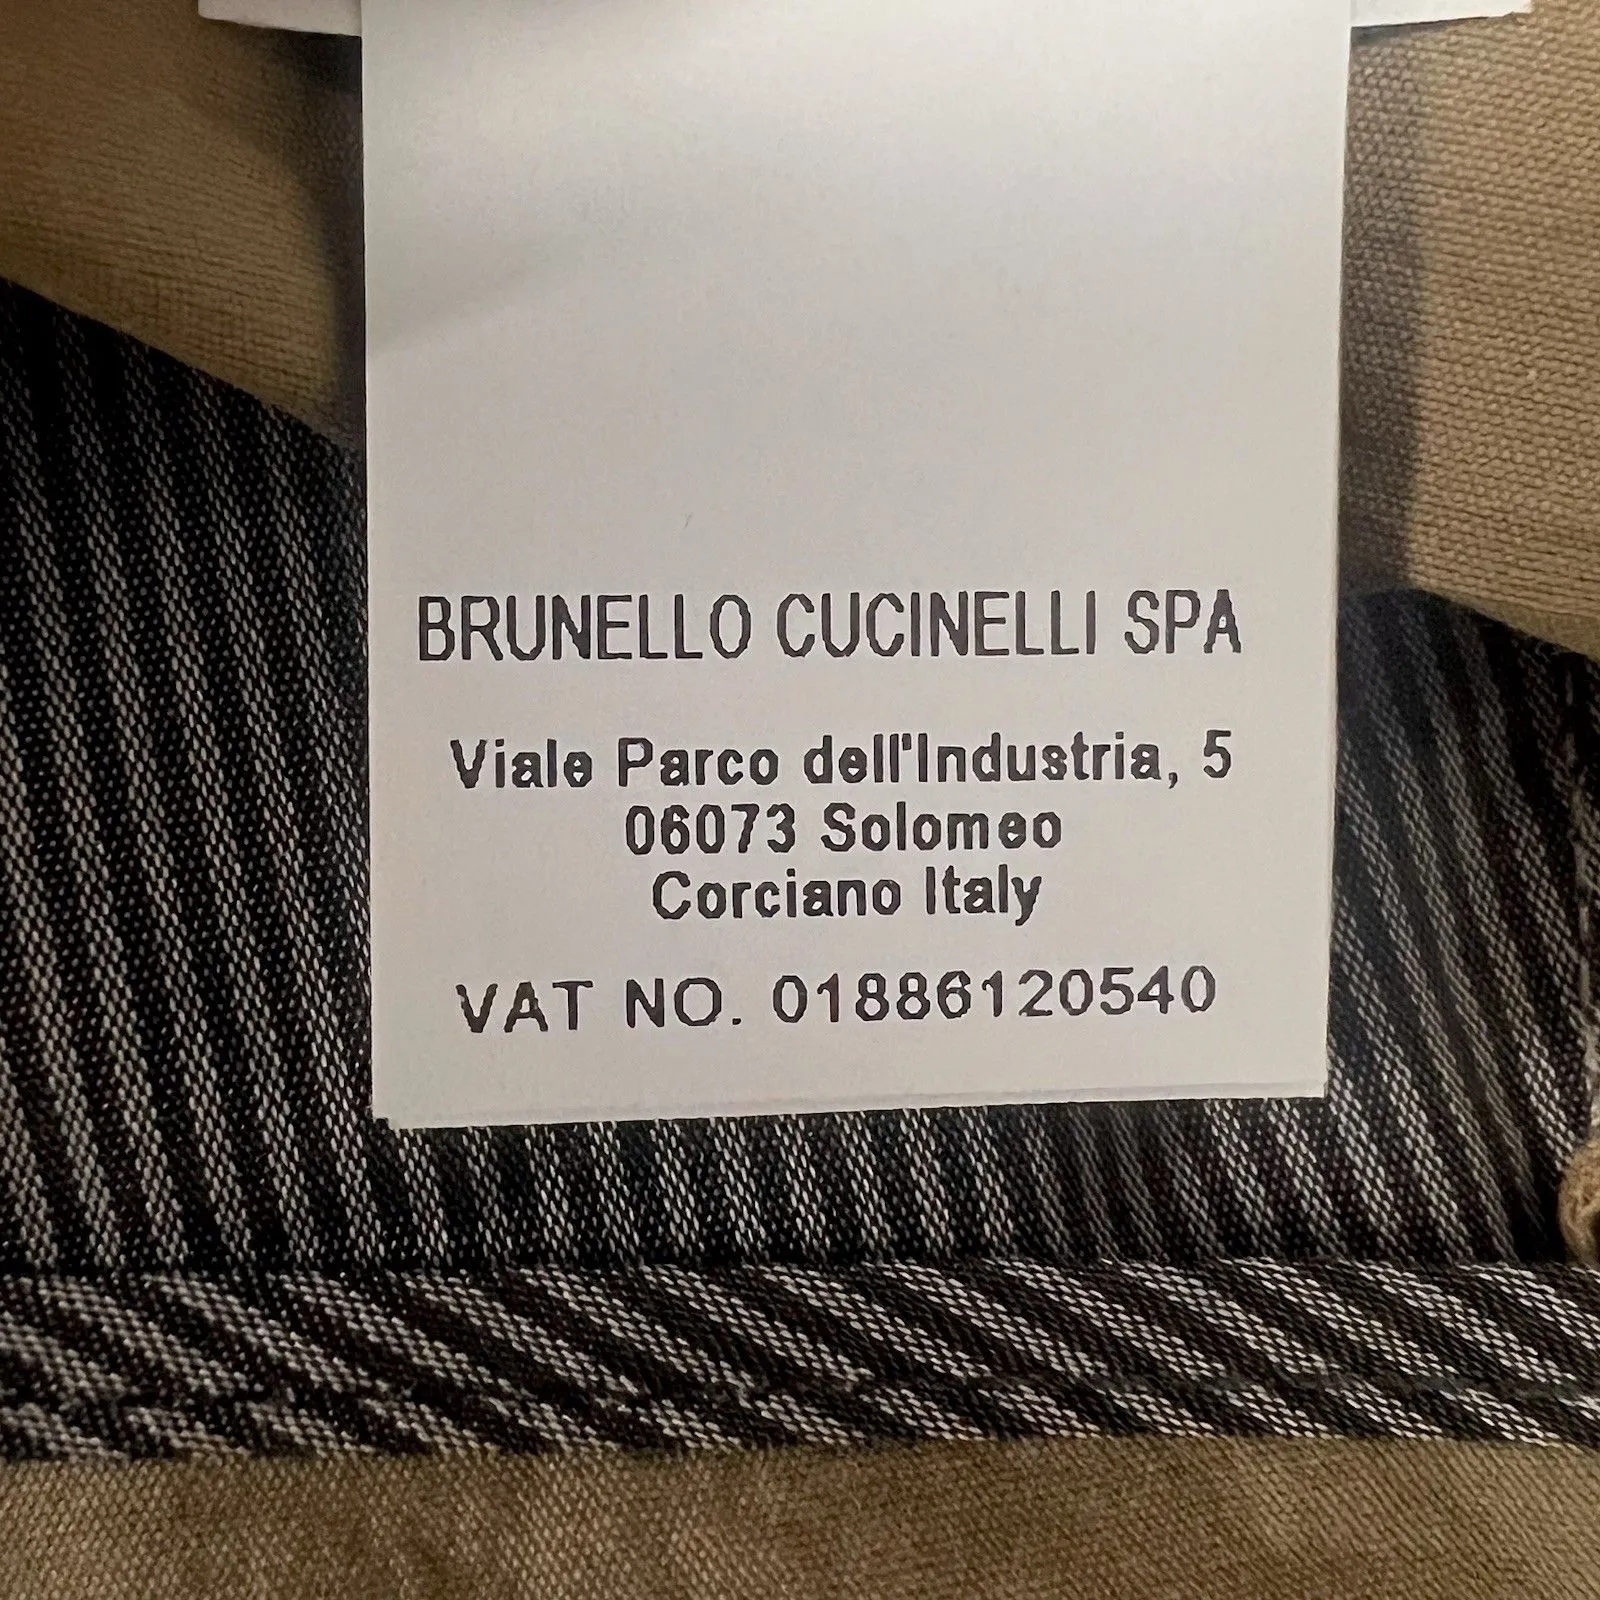 BRUNELLO CUCINELLI SPA
Viale Parco dell'Industria, 5
06073 Solomeo
Corciano Italy
VAT NO. 01886120540